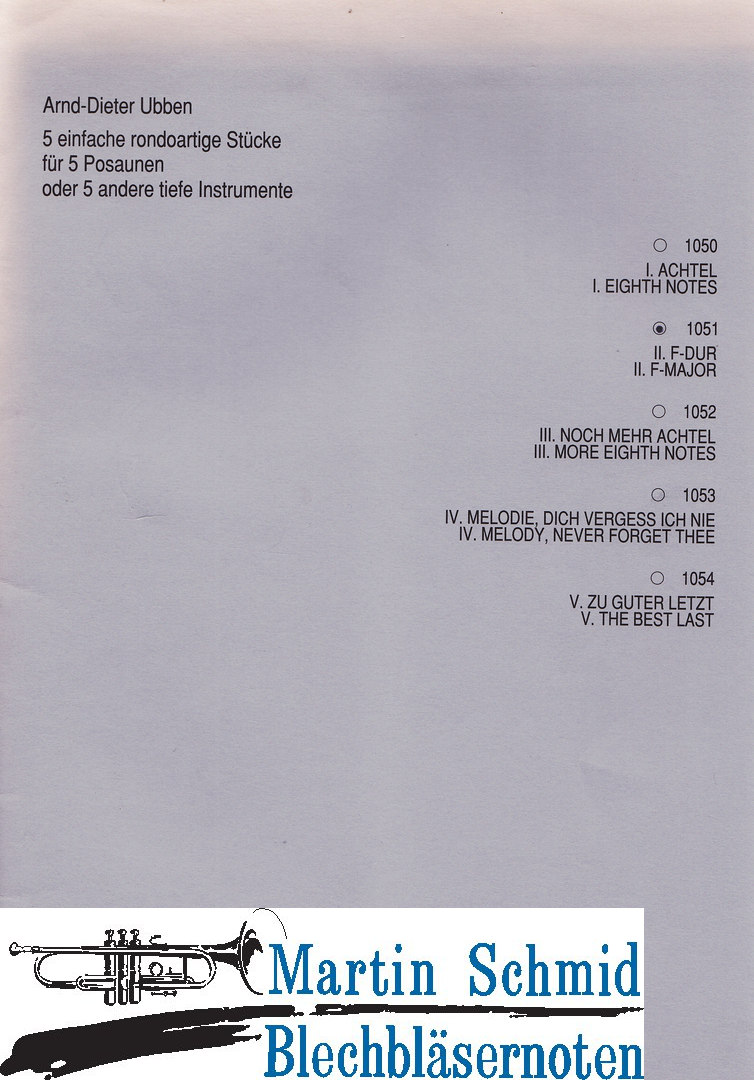 Arnd-Dieter Ubben
5 einfache rondoartige Stücke
für 5 Posaunen
oder 5 andere tiefe Instrumente
○ 1050
I. ACHTEL
I. EIGHTH NOTES
◉ 1051
II. F-DUR
II. F-MAJOR
○ 1052
III. NOCH MEHR ACHTEL
III. MORE EIGHTH NOTES
○ 1053
IV. MELODIE, DICH VERGESS ICH NIE
IV. MELODY, NEVER FORGET THEE
○ 1054
V. ZU GUTER LETZT
V. THE BEST LAST
Martin Schmid
Blechbläsernoten